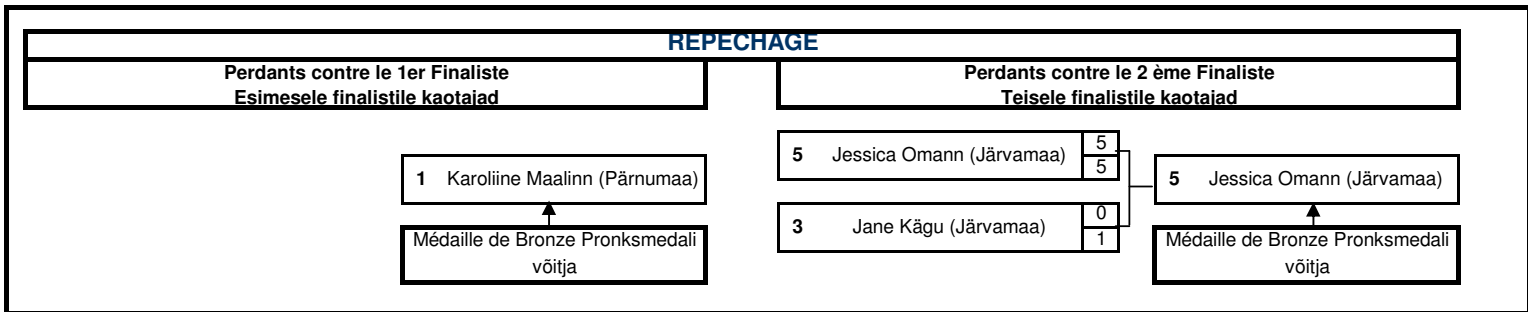 REPECHAGE
Perdants contre le 1er Finaliste
Esimesele finalistile kaotajad
Perdants contre le 2 ème Finaliste
Teisele finalistile kaotajad
1 Karoliine Maalinn (Pärnumaa)
Médaille de Bronze Pronksmedali
võitja
5 Jessica Omann (Järvamaa)
5
5
3 Jane Kägu (Järvamaa)
0
1
5 Jessica Omann (Järvamaa)
Médaille de Bronze Pronksmedali
võitja